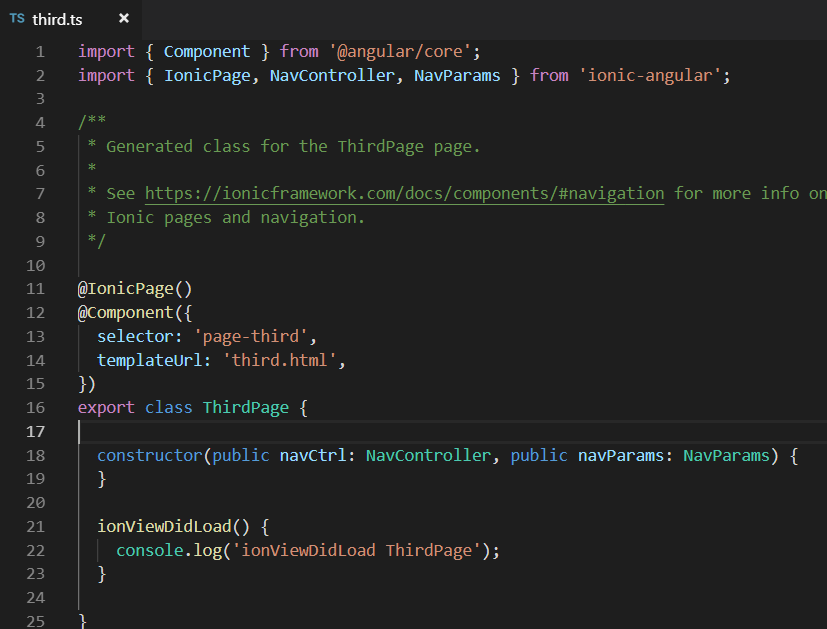 TS third.ts ×
1 import { Component } from '@angular/core';
2 import { IonicPage, NavController, NavParams } from 'ionic-angular';
3
4 /**
5  * Generated class for the ThirdPage page.
6  *
7  * See https://ionicframework.com/docs/components/#navigation for more info on
8  * Ionic pages and navigation.
9  */
10
11 @IonicPage()
12 @Component({
13   selector: 'page-third',
14   templateUrl: 'third.html',
15 })
16 export class ThirdPage {
17
18   constructor(public navCtrl: NavController, public navParams: NavParams) {
19   }
20
21   ionViewDidLoad() {
22     console.log('ionViewDidLoad ThirdPage');
23   }
24
25 }